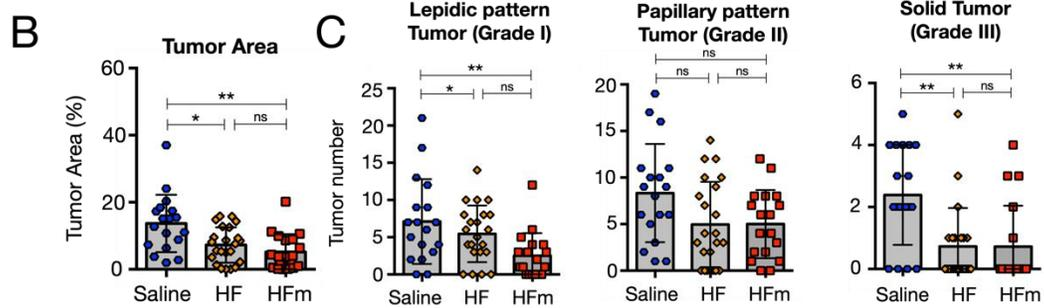 B
Tumor Area
Tumor Area (%)
60
40
20
0
**
*
ns
Saline HF HFm
C
Lepidic pattern
Tumor (Grade I)
Tumor number
25
20
15
10
5
0
**
*
ns
Saline HF HFm
Papillary pattern
Tumor (Grade II)
20
15
10
5
0
ns
ns
ns
Saline HF HFm
Solid Tumor
(Grade III)
6
4
2
0
**
**
ns
Saline HF HFm